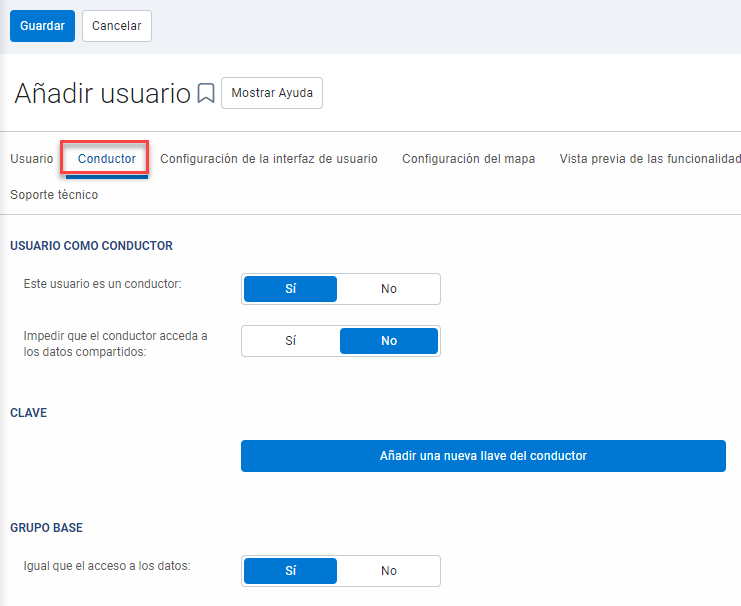 Guardar Cancelar
Añadir usuario Mostrar Ayuda
Usuario Conductor Configuración de la interfaz de usuario Configuración del mapa Vista previa de las funcionalidad
Soporte técnico
USUARIO COMO CONDUCTOR
Este usuario es un conductor: Sí No
Impedir que el conductor acceda a
los datos compartidos: Sí No
CLAVE
Añadir una nueva llave del conductor
GRUPO BASE
Igual que el acceso a los datos: Sí No